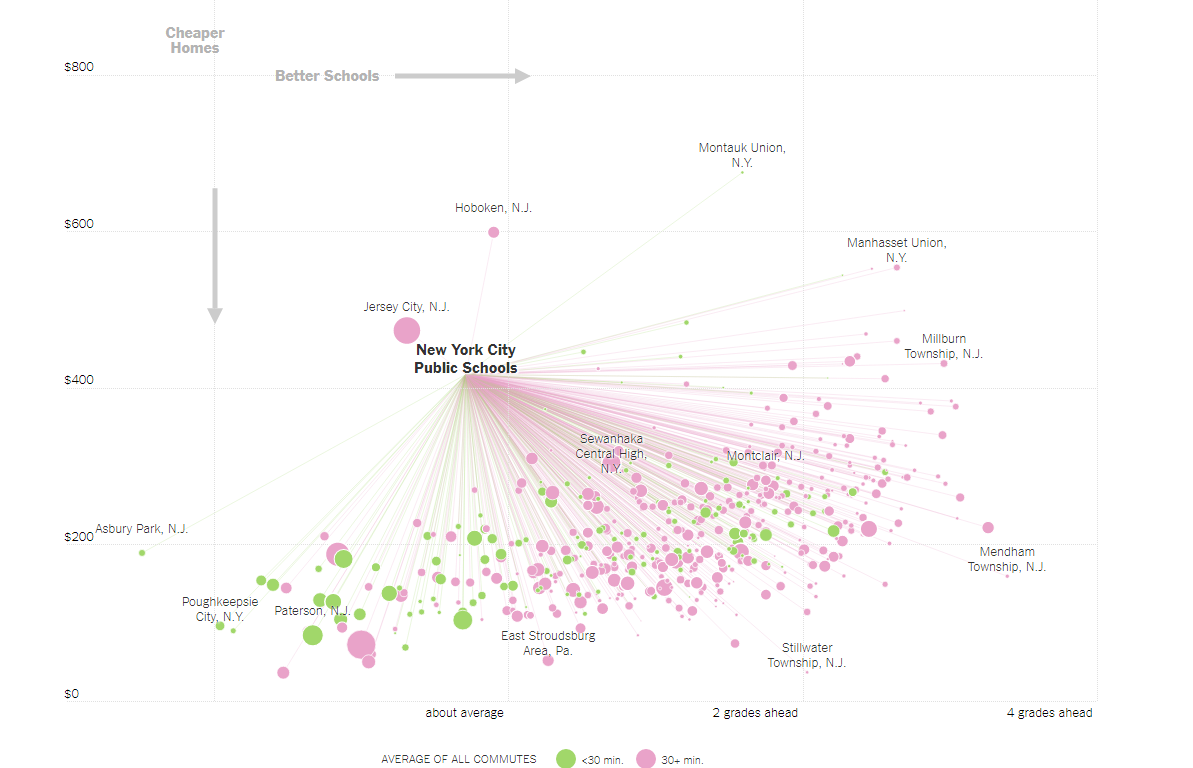 Cheaper
Homes
$800
Better Schools
Montauk Union,
N.Y.
Hoboken, N.J.
$600
Manhasset Union,
N.Y.
Jersey City, N.J.
Millburn
Township, N.J.
New York City
Public Schools
$400
Sewanhaka
Central High,
N.Y.
Montclair, N.J.
Asbury Park, N.J.
$200
Mendham
Township, N.J.
Poughkeepsie
City, N.Y.
Paterson, N.J.
East Stroudsburg
Area, Pa.
Stillwater
Township, N.J.
$0
about average
2 grades ahead
4 grades ahead
AVERAGE OF ALL COMMUTES
<30 min.
30+ min.